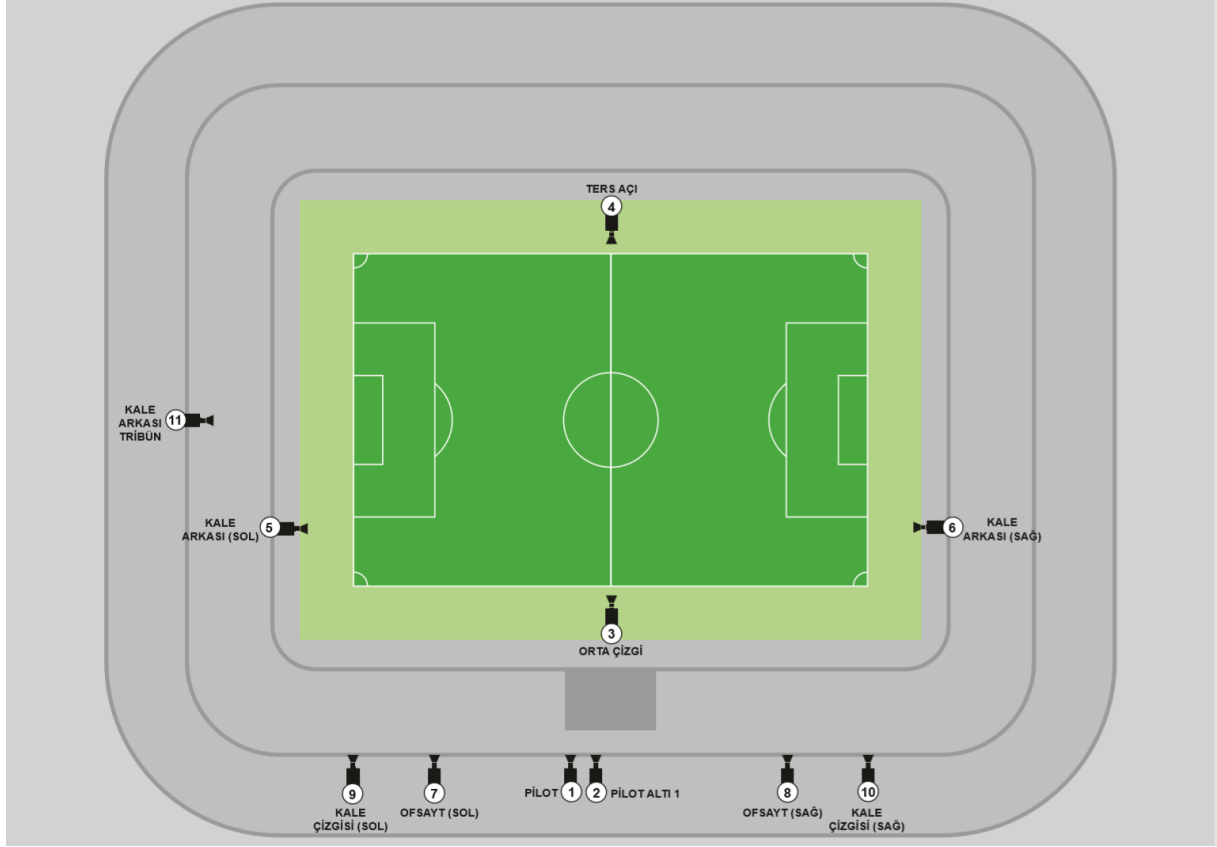 TERS AÇI
4
KALE
ARKASI
TRİBÜN
11
KALE
ARKASI (SOL)
5
6
KALE
ARKASI (SAĞ)
3
ORTA ÇİZGİ
9
KALE
ÇİZGİSİ (SOL)
7
OFSAYT (SOL)
PİLOT 1
2 PİLOT ALTI 1
8
OFSAYT (SAĞ)
10
KALE
ÇİZGİSİ (SAĞ)